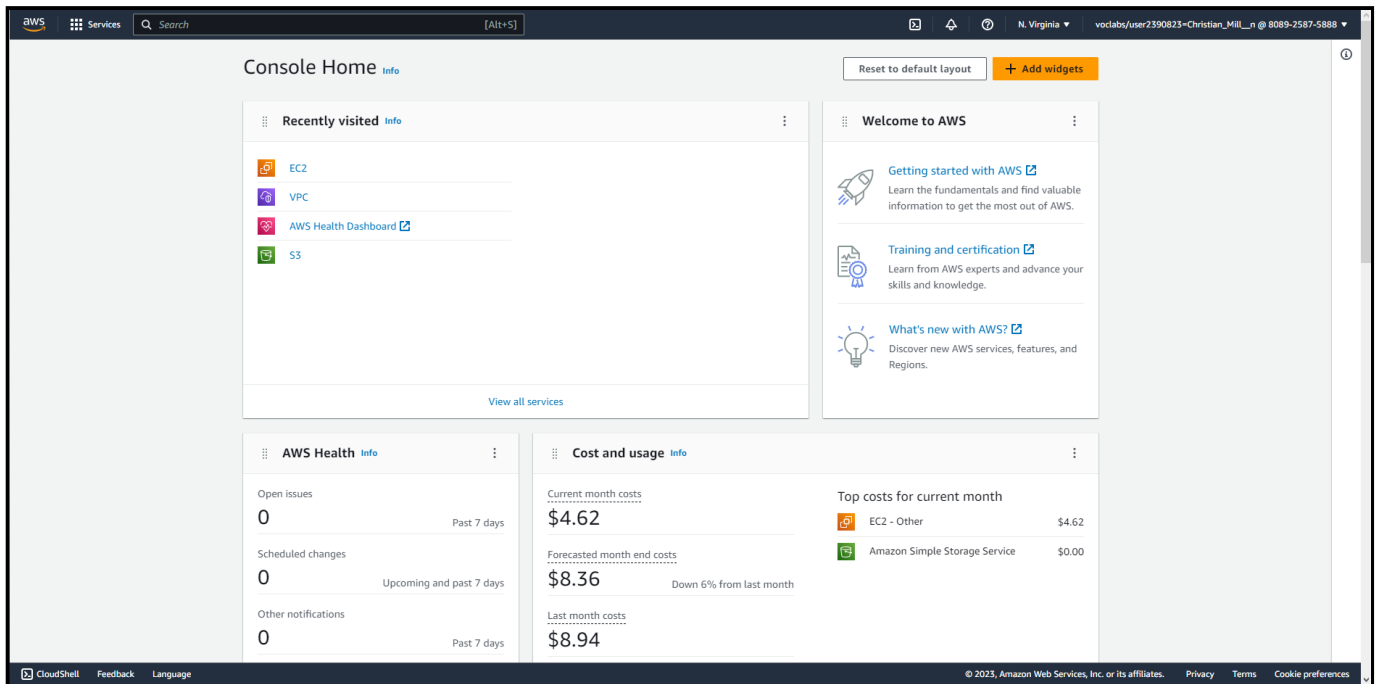 aws Services Search [Alt+S] N. Virginia voclabs/user2390823=Christian_Mill__n @ 8089-2587-5888
Console Home Info
Reset to default layout
+ Add widgets
Recently visited Info
EC2
VPC
AWS Health Dashboard
S3
View all services
Welcome to AWS
Getting started with AWS
Learn the fundamentals and find valuable
information to get the most out of AWS.
Training and certification
Learn from AWS experts and advance your
skills and knowledge.
What's new with AWS?
Discover new AWS services, features, and
Regions.
AWS Health Info
Open issues
0 Past 7 days
Scheduled changes
0 Upcoming and past 7 days
Other notifications
0 Past 7 days
Cost and usage Info
Current month costs
$4.62
Forecasted month end costs
$8.36 Down 6% from last month
Last month costs
$8.94
Top costs for current month
EC2 - Other $4.62
Amazon Simple Storage Service $0.00
CloudShell Feedback Language © 2023, Amazon Web Services, Inc. or its affiliates. Privacy Terms Cookie preferences